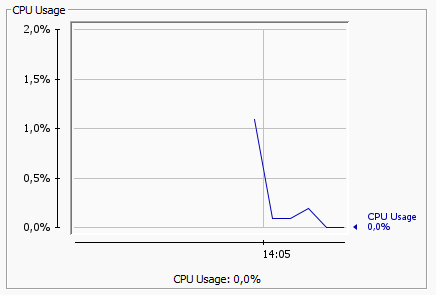 CPU Usage
2,0%
1,5%
1,0%
0,5%
0,0%
CPU Usage
0,0%
14:05
CPU Usage: 0,0%